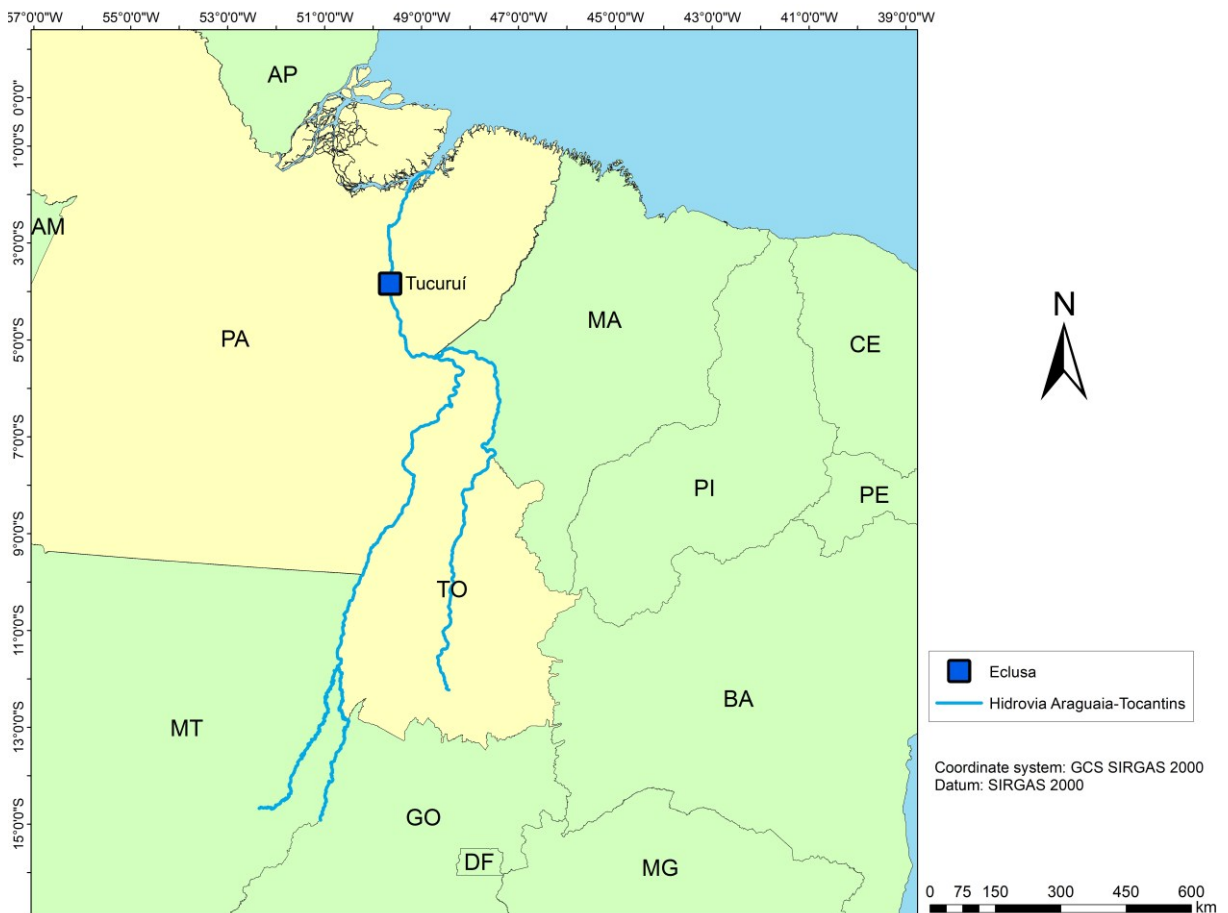 57°0'0"W 55°0'0"W 53°0'0"W 51°0'0"W 49°0'0"W 47°0'0"W 45°0'0"W 43°0'0"W 41°0'0"W 39°0'0"W
AP
0°0'0"
1°0'0"S
AM
3°0'0"S
Tucuruí
PA
MA
5°0'0"S
CE
N
7°0'0"S
PI
PE
9°0'0"S
TO
11°0'0"S
BA
MT
13°0'0"S
15°0'0"S
GO
DF
MG
Eclusa
Hidrovia Araguaia-Tocantins
Coordinate system: GCS SIRGAS 2000
Datum: SIRGAS 2000
0 75 150 300 450 600
km